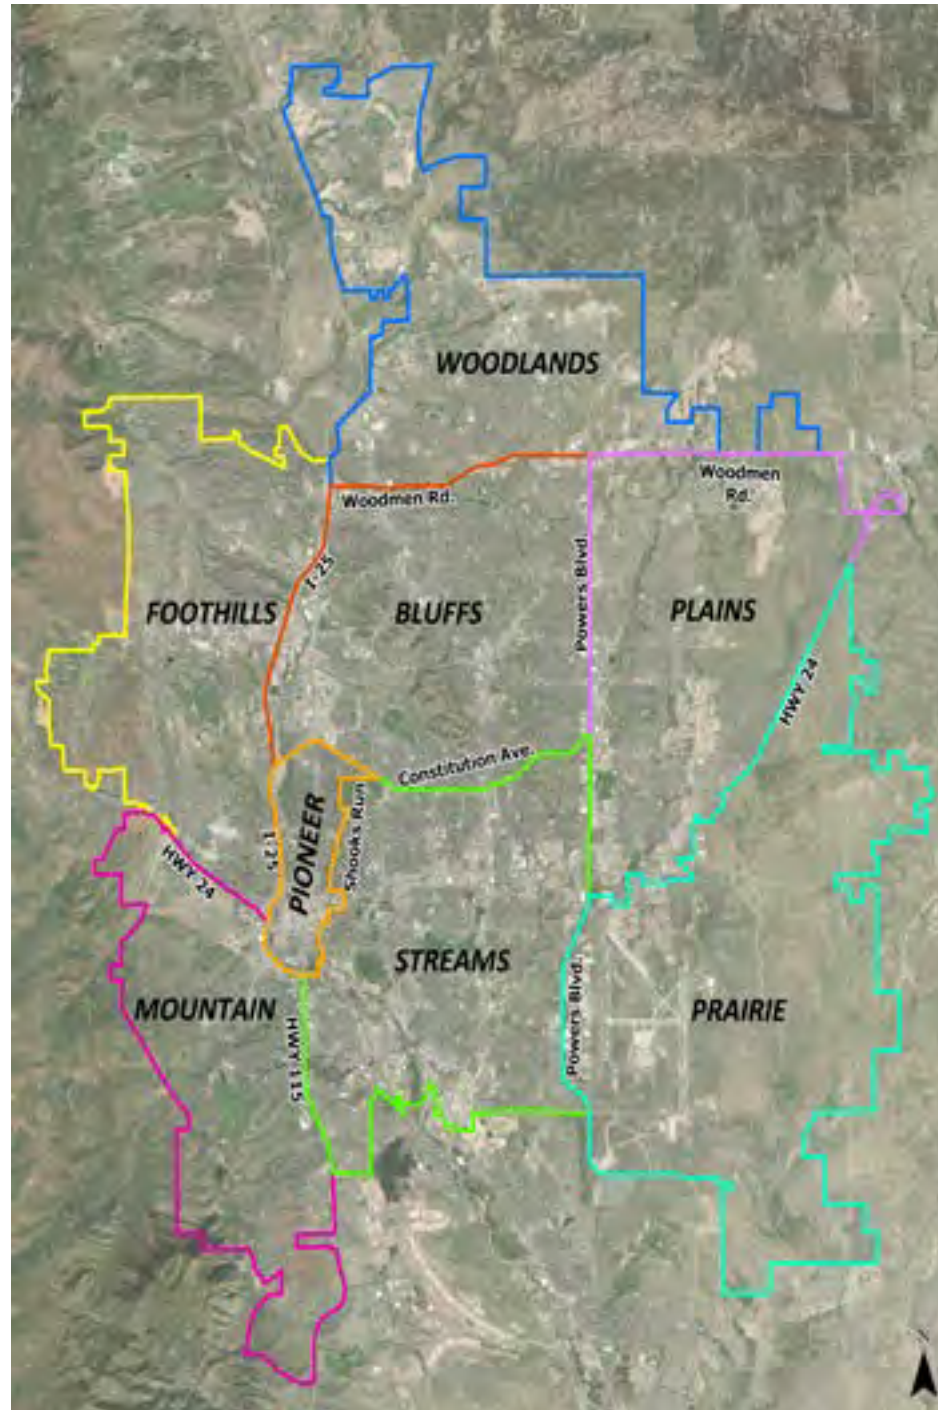 WOODLANDS
Woodmen Rd.
Woodmen
Rd.
I-25
FOOTHILLS
BLUFFS
Powers Blvd.
PLAINS
HWY 24
Constitution Ave.
I-25
PIONEER
Shooks Run
HWY 24
STREAMS
MOUNTAIN
HWY 115
Powers Blvd.
PRAIRIE
N